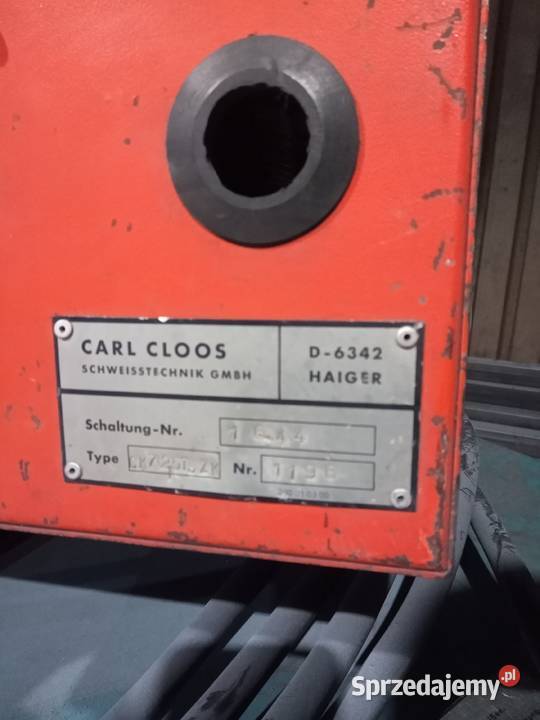 CARL CLOOS
SCHWEISSTECHNIK GMBH
D-6342
HAIGER
Schaltung-Nr.
Type
Nr.
Sprzedajemy.pl